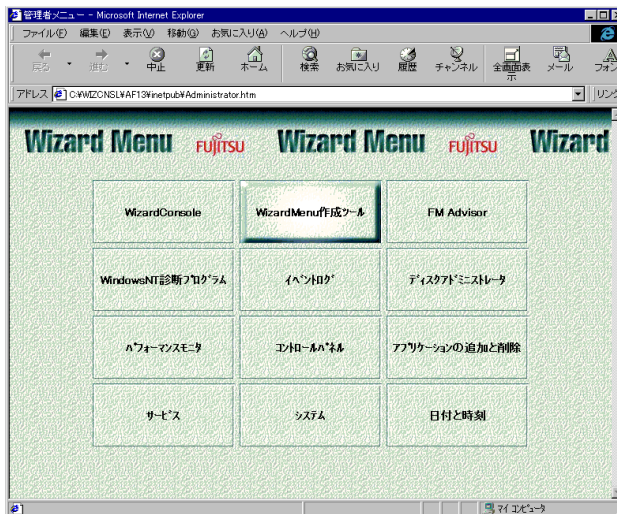 管理者メニュー - Microsoft Internet Explorer
ファイル(F) 編集(E) 表示(V) 移動(G) お気に入り(A) ヘルプ(H)
戻る 進む 中止 更新 ホーム 検索 お気に入り 履歴 チャンネル 全画面表示 メール フォン
アドレス C:¥WIZCNSL¥AF13¥inetpub¥Administrator.htm リンク
Wizard Menu FUJITSU Wizard Menu FUJITSU Wizard
WizardConsole WizardMenu作成ツール FM Advisor
WindowsNT診断プログラム イベントログ ディスクアドミニストレータ
パフォーマンスモニタ コントロールパネル アプリケーションの追加と削除
サービス システム 日付と時刻
マイ コンピュータ